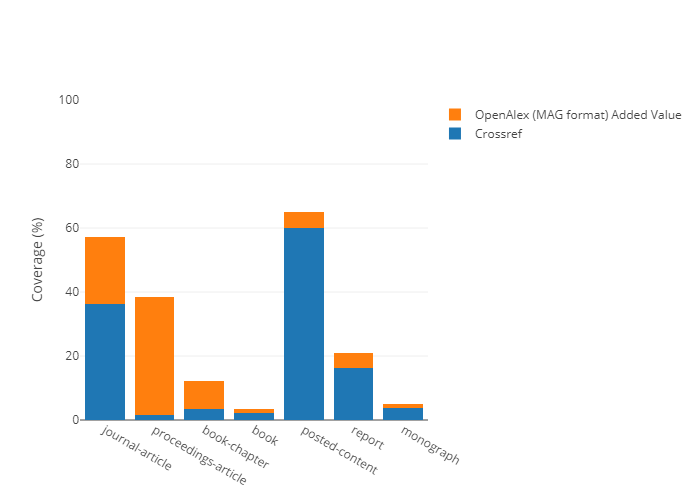 100
80
60
40
20
0
Coverage (%)
journal-article
proceedings-article
book-chapter
book
posted-content
report
monograph
OpenAlex (MAG format) Added Value
Crossref